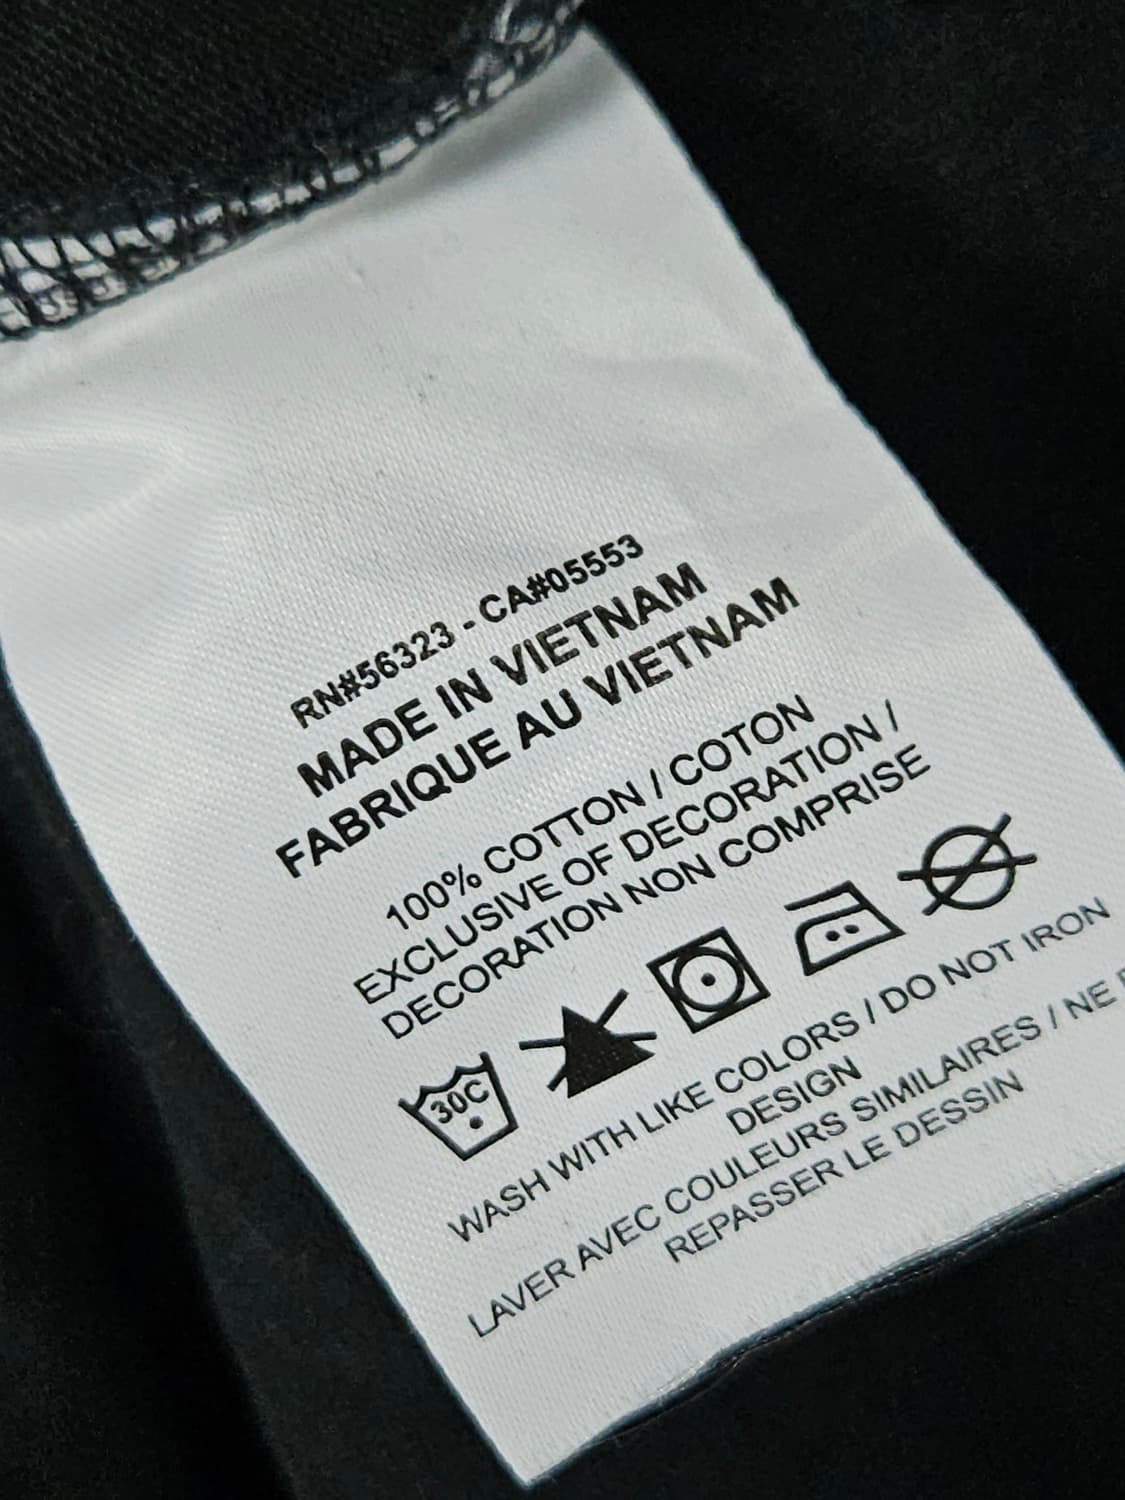 RN#56323 - CA#05553
MADE IN VIETNAM
FABRIQUE AU VIETNAM
100% COTTON / COTON
EXCLUSIVE OF DECORATION /
DECORATION NON COMPRISE
30C
WASH WITH LIKE COLORS / DO NOT IRON
DESIGN
LAVER AVEC COULEURS SIMILAIRES / NE
REPASSER LE DESSIN